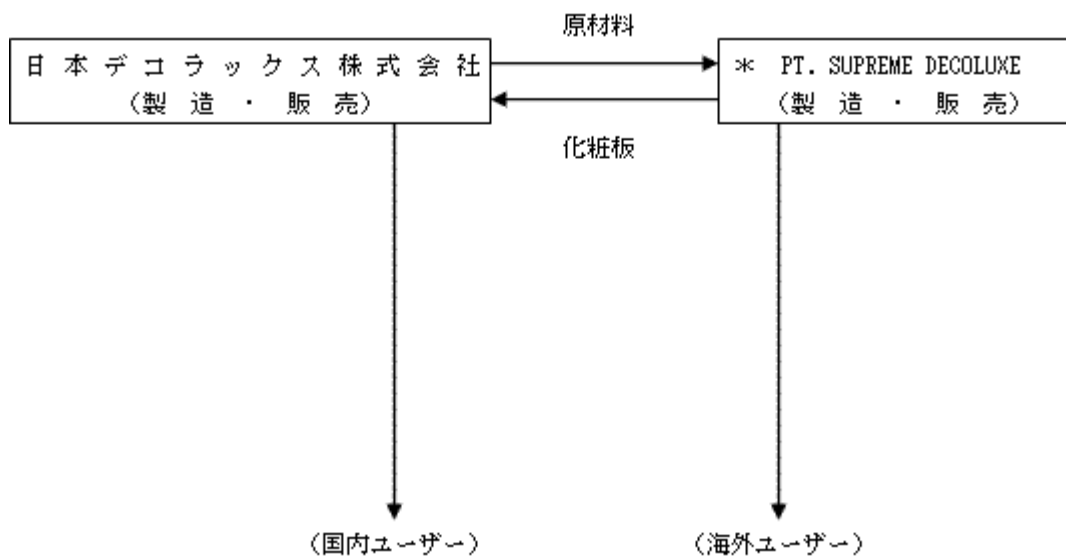 原材料
日本デコラックス株式会社
（製造・販売）
* PT. SUPREME DECOLUXE
（製造・販売）
化粧板
（国内ユーザー）
（海外ユーザー）